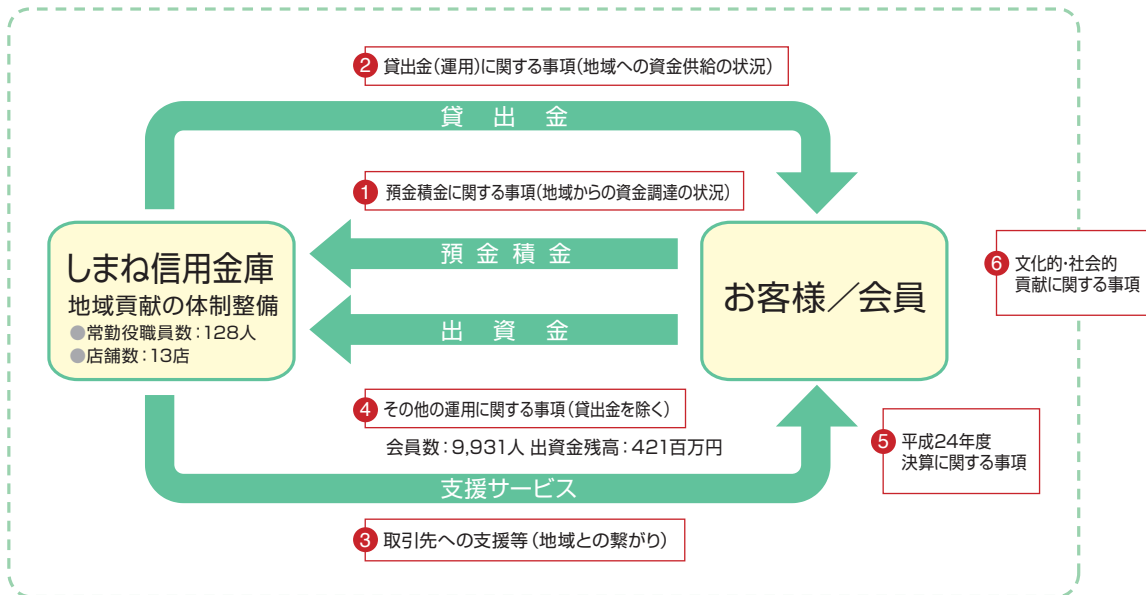 2 貸出金(運用)に関する事項(地域への資金供給の状況)
貸出金
1 預金積金に関する事項(地域からの資金調達の状況)
預金積金
しまね信用金庫
地域貢献の体制整備
●常勤役職員数:128人
●店舗数:13店
お客様/会員
6 文化的・社会的
貢献に関する事項
出資金
4 その他の運用に関する事項(貸出金を除く)
会員数:9,931人 出資金残高:421百万円
5 平成24年度
決算に関する事項
支援サービス
3 取引先への支援等(地域との繋がり)